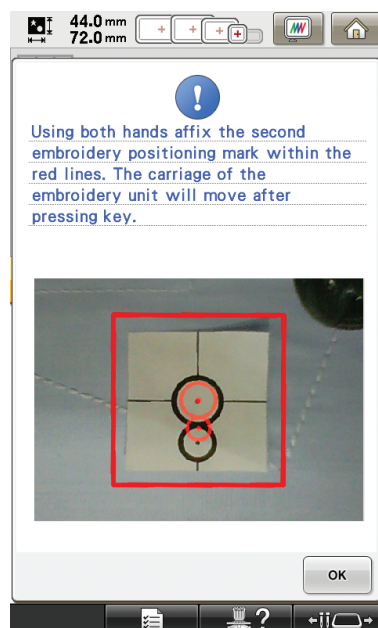 44.0 mm
72.0 mm
Using both hands affix the second
embroidery positioning mark within the
red lines. The carriage of the
embroidery unit will move after
pressing key.
OK
?